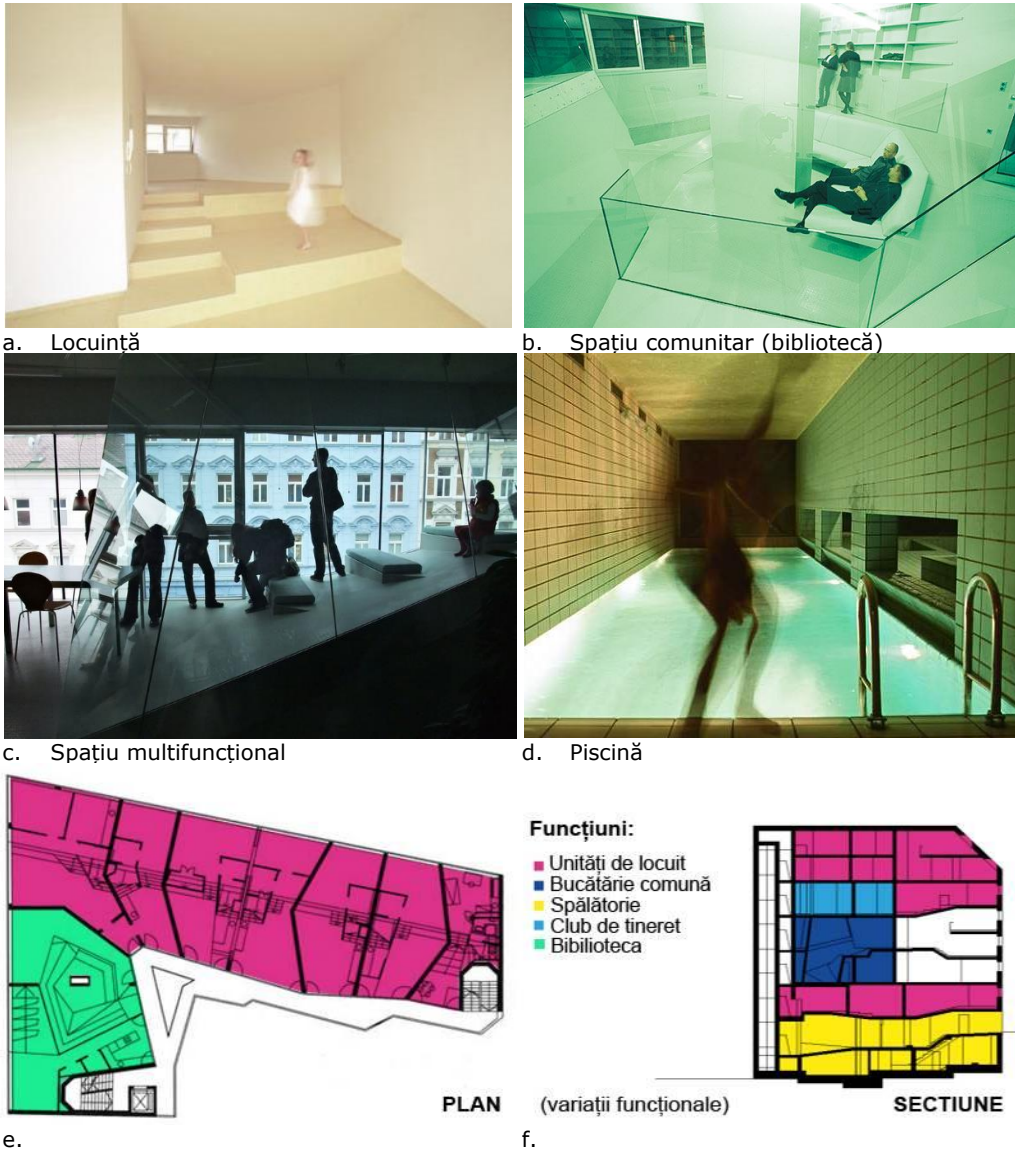 a. Locuință
b. Spațiu comunitar (bibliotecă)
c. Spațiu multifuncțional
d. Piscină
Funcțiuni:
Unități de locuit
Bucătărie comună
Spălătorie
Club de tineret
Bibilioteca
PLAN
(variații funcționale)
SECTIUNE
e.
f.